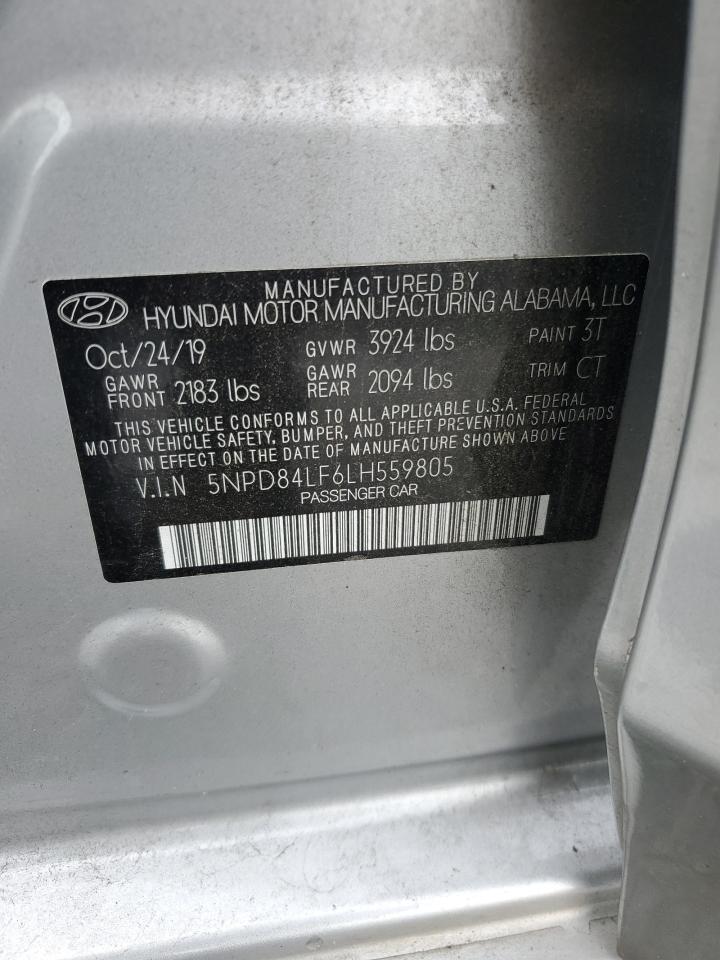 MANUFACTURED BY
HYUNDAI MOTOR MANUFACTURING ALABAMA, LLC
Oct/24/19 GVWR 3924 lbs PAINT 3T
GAWR FRONT 2183 lbs GAWR REAR 2094 lbs TRIM CT
THIS VEHICLE CONFORMS TO ALL APPLICABLE U.S.A. FEDERAL
MOTOR VEHICLE SAFETY, BUMPER, AND THEFT PREVENTION STANDARDS
IN EFFECT ON THE DATE OF MANUFACTURE SHOWN ABOVE
V.I.N 5NPD84LF6LH559805
PASSENGER CAR